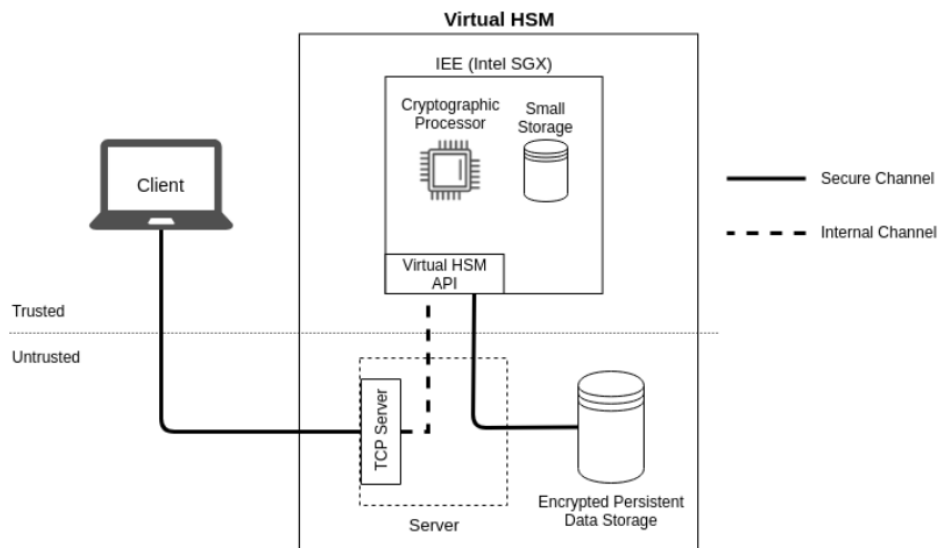 Virtual HSM
IEE (Intel SGX)
Cryptographic
Processor
Small
Storage
Client
Secure Channel
Internal Channel
Virtual HSM
API
Trusted
Untrusted
TCP Server
Server
Encrypted Persistent
Data Storage